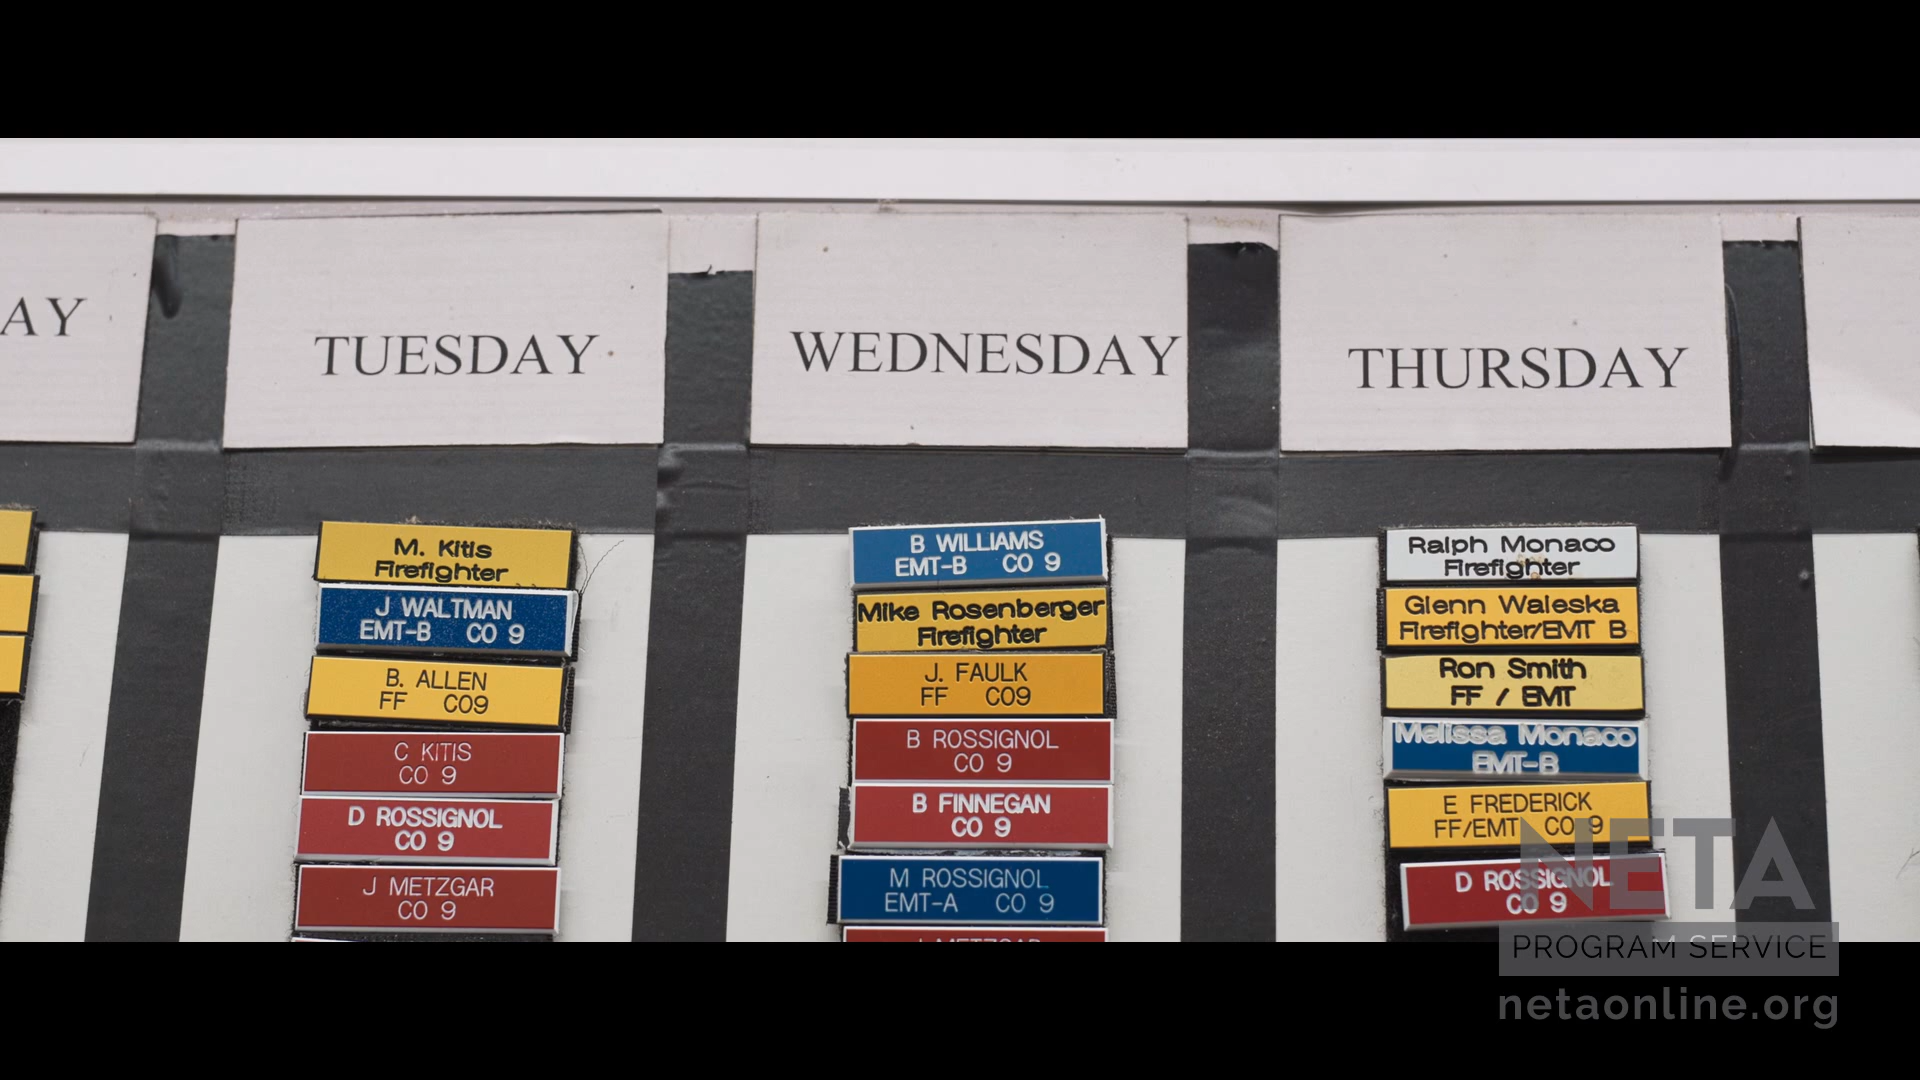 AY
TUESDAY
WEDNESDAY
THURSDAY
M. Kitis
Firefighter
J WALTMAN
EMT-B CO 9
B. ALLEN
FF CO9
C KITIS
CO 9
D ROSSIGNOL
CO 9
J METZGAR
CO 9
B WILLIAMS
EMT-B CO 9
Mike Rosenberger
Firefighter
J. FAULK
FF CO9
B ROSSIGNOL
CO 9
B FINNEGAN
CO 9
M ROSSIGNOL
EMT-A CO 9
J METZGAR
Ralph Monaco
Firefighter
Glenn Waleska
Firefighter/EMT B
Ron Smith
FF / EMT
Melissa Monaco
EMT-B
E FREDERICK
FF/EMT CO 9
D ROSSIGNOL
CO 9
NETA
PROGRAM SERVICE
netaonline.org